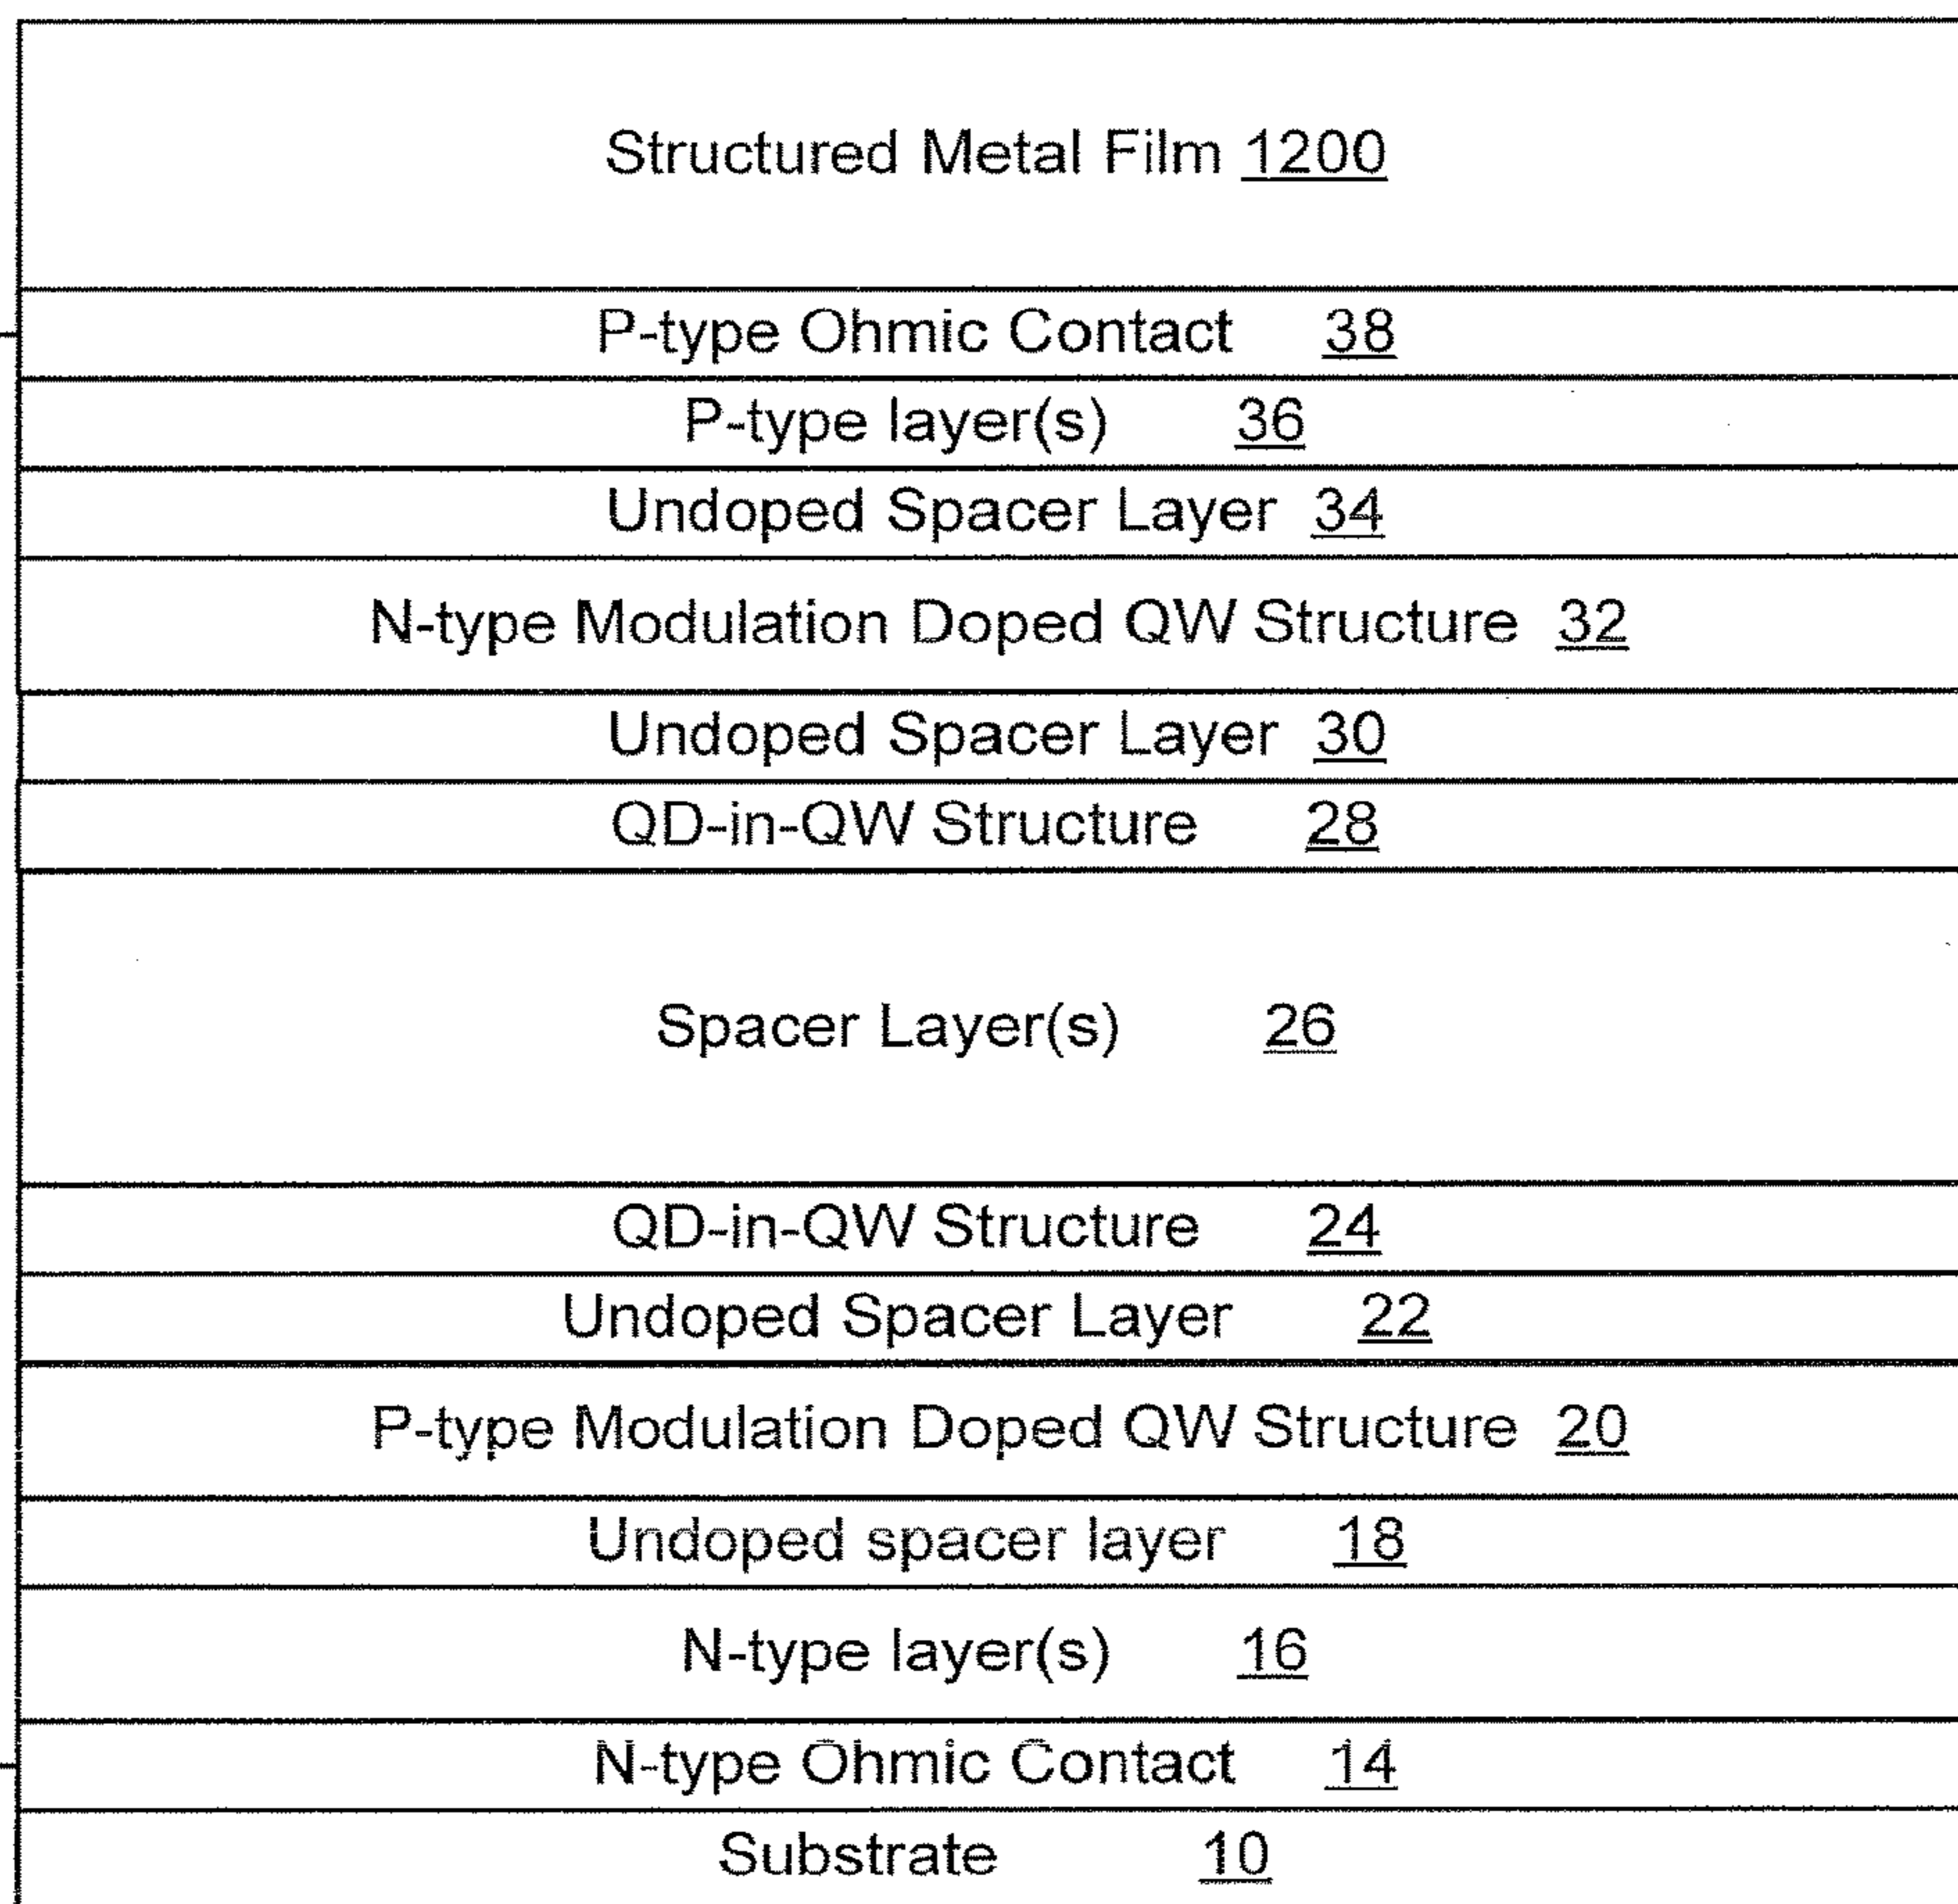 Structured Metal Film 1200
P-type Ohmic Contact 38
P-type layer(s) 36
Undoped Spacer Layer 34
N-type Modulation Doped QW Structure 32
Undoped Spacer Layer 30
QD-in-QW Structure 28
Spacer Layer(s) 26
QD-in-QW Structure 24
Undoped Spacer Layer 22
P-type Modulation Doped QW Structure 20
Undoped spacer layer 18
N-type layer(s) 16
N-type Ohmic Contact 14
Substrate 10